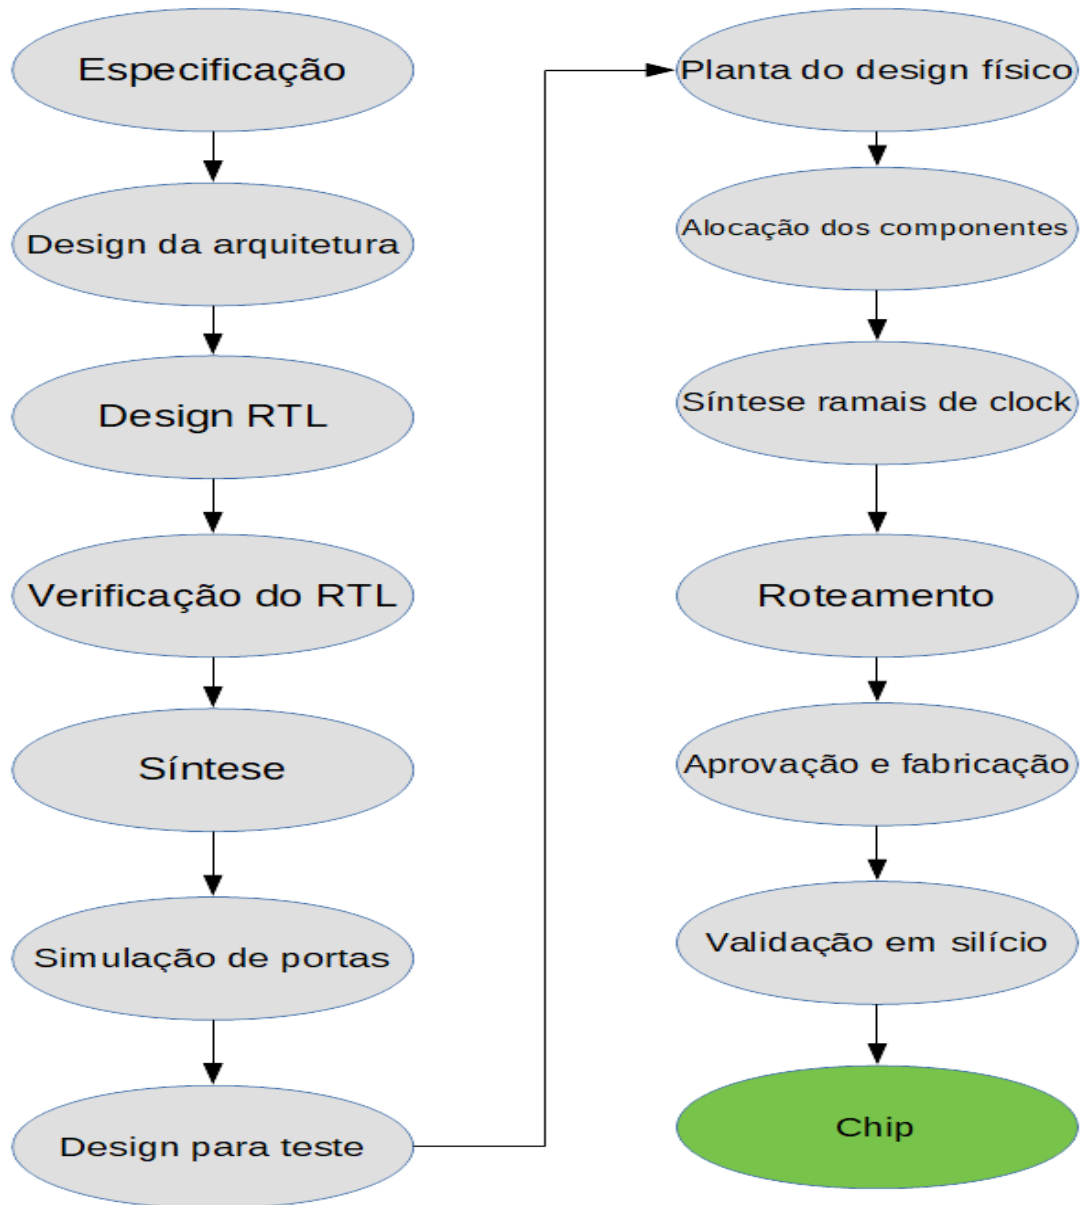 Especificação
Design da arquitetura
Design RTL
Verificação do RTL
Síntese
Simulação de portas
Design para teste
Planta do design físico
Alocação dos componentes
Síntese ramais de clock
Roteamento
Aprovação e fabricação
Validação em silício
Chip